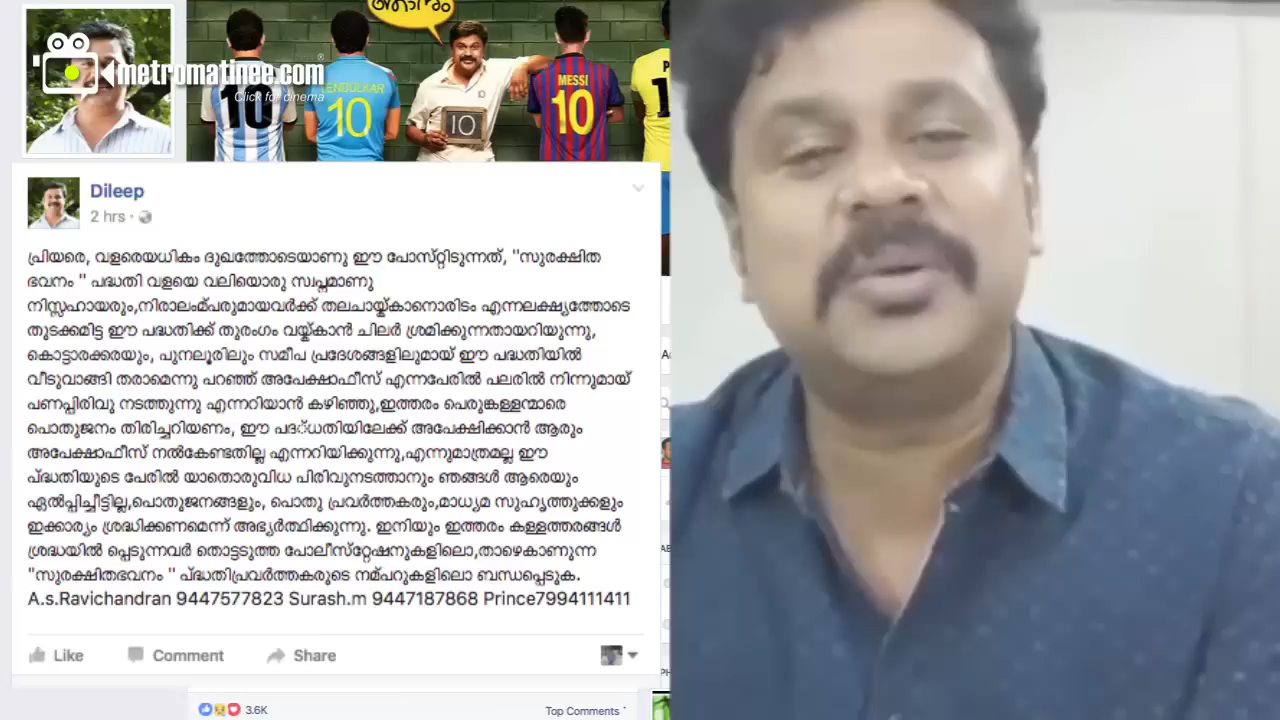 metromatinee.com
Click for cinema
10
10
10
MESSI
10
Dileep
2 hrs
പ്രിയരെ, വളരെയധികം ദുഖത്തോടെയാണു ഈ പോസ്റ്റിടുന്നത്, ''സുരക്ഷിത
ഭവനം '' പദ്ധതി വളയെ വലിയൊരു സ്വപ്നമാണു
നിസ്സഹായരും,നിരാലംമ്പരുമായവർക്ക് തലചായ്ക്കാനൊരിടം എന്നലക്ഷ്യത്തോടെ
തുടക്കമിട്ട ഈ പദ്ധതിക്ക് തുരംഗം വയ്ക്കാൻ ചിലർ ശ്രമിക്കുന്നതായറിയുന്നു,
കൊട്ടാരക്കരയും, പുനലൂരിലും സമീപ പ്രദേശങ്ങളിലുമായ് ഈ പദ്ധതിയിൽ
വീടുവാങ്ങി തരാമെന്നു പറഞ്ഞ് അപേക്ഷാഫീസ് എന്നപേരിൽ പലരിൽ നിന്നുമായ്
പണപ്പിരിവു നടത്തുന്നു എന്നറിയാൻ കഴിഞ്ഞു,ഇത്തരം പെരുങ്കള്ളന്മാരെ
പൊതുജനം തിരിച്ചറിയണം, ഈ പദ്ധതിയിലേക്ക് അപേക്ഷിക്കാൻ ആരും
അപേക്ഷാഫീസ് നൽകേണ്ടതില്ല എന്നറിയിക്കുന്നു,എന്നുമാത്രമല്ല ഈ
പ്ദ്ധതിയുടെ പേരിൽ യാതൊരുവിധ പിരിവുനടത്താനും ഞങ്ങൾ ആരെയും
ഏൽപ്പിച്ചീട്ടില്ല,പൊതുജനങ്ങളും, പൊതു പ്രവർത്തകരും,മാധ്യമ സുഹൃത്തുക്കളും
ഇക്കാര്യം ശ്രദ്ധിക്കണമെന്ന് അഭ്യർത്ഥിക്കുന്നു. ഇനിയും ഇത്തരം കള്ളത്തരങ്ങൾ
ശ്രദ്ധയിൽ പ്പെടുന്നവർ തൊട്ടടുത്ത പോലീസ്റ്റേഷനുകളിലൊ,താഴെകാണുന്ന
"സുരക്ഷിതഭവനം '' പ്ദ്ധതിപ്രവർത്തകരുടെ നമ്പറുകളിലൊ ബന്ധപ്പെടുക.
A.s.Ravichandran 9447577823 Surash.m 9447187868 Prince7994111411
Like Comment Share
3.6K Top Comments